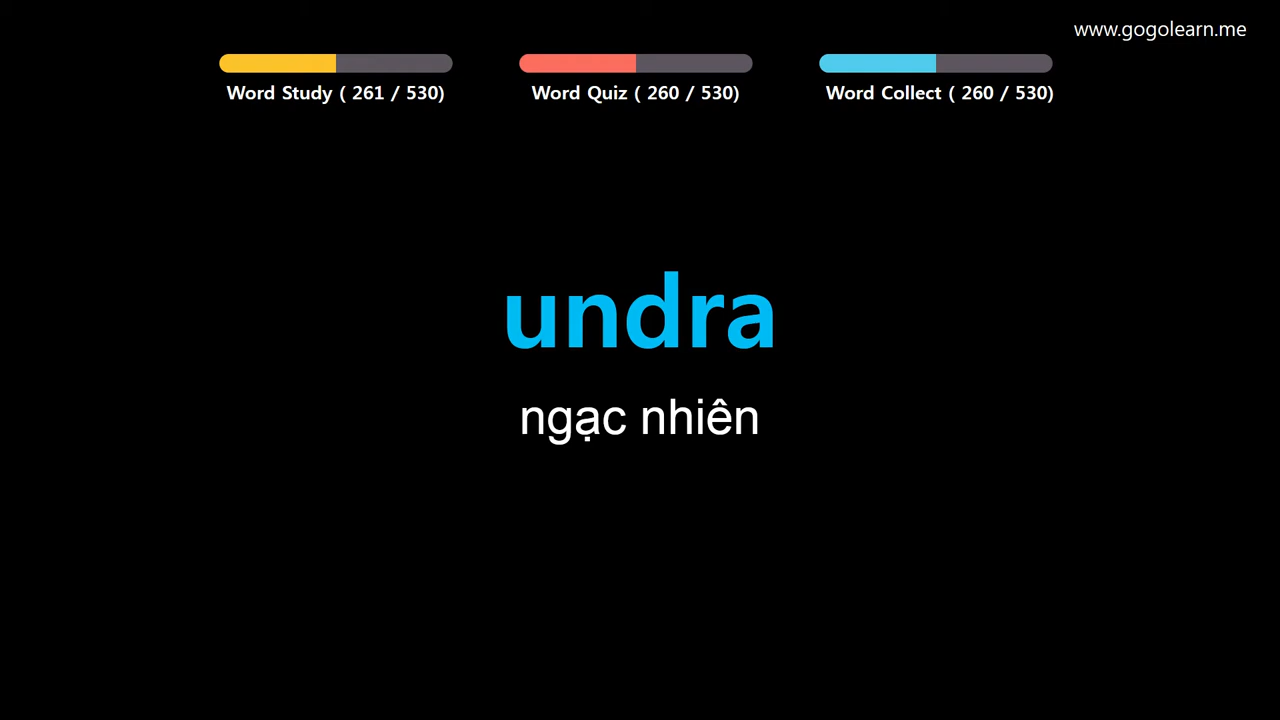 www.gogolearn.me
Word Study ( 261 / 530)
Word Quiz ( 260 / 530)
Word Collect ( 260 / 530)
undra
ngạc nhiên